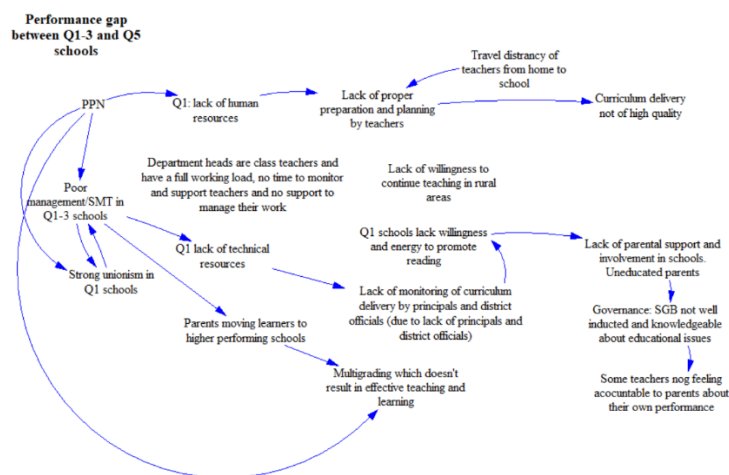 Performance gap
between Q1-3 and Q5
schools
Travel distrancy of
teachers from home to
school
PPN
Q1: lack of human
resources
Lack of proper
preparation and planning
by teachers
Curriculum delivery
not of high quality
Department heads are class teachers and
have a full working load, no time to monitor
and support teachers and no support to
manage their work
Lack of willingness to
continue teaching in rural
areas
Poor
management/SMT in
Q1-3 schools
Q1 lack of technical
resources
Q1 schools lack willingness
and energy to promote
reading
Lack of parental support and
involvement in schools.
Uneducated parents
Strong unionism in
Q1 schools
Lack of monitoring of curriculum
delivery by principals and district
officials (due to lack of principals and
district officials)
Governance: SGB not well
inducted and knowledgeable
about educational issues
Parents moving learners to
higher performing schools
Multigrading which doesn't
result in effective teaching and
learning
Some teachers nog feeling
acocuntable to parents about
their own performance